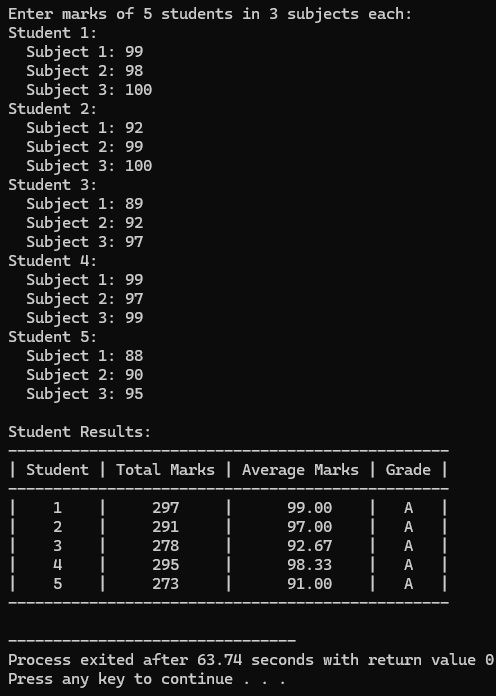 Enter marks of 5 students in 3 subjects each:
Student 1:
  Subject 1: 99
  Subject 2: 98
  Subject 3: 100
Student 2:
  Subject 1: 92
  Subject 2: 99
  Subject 3: 100
Student 3:
  Subject 1: 89
  Subject 2: 92
  Subject 3: 97
Student 4:
  Subject 1: 99
  Subject 2: 97
  Subject 3: 99
Student 5:
  Subject 1: 88
  Subject 2: 90
  Subject 3: 95

Student Results:
-------------------------------------------------
| Student | Total Marks | Average Marks | Grade |
-------------------------------------------------
|    1    |     297     |      99.00    |   A   |
|    2    |     291     |      97.00    |   A   |
|    3    |     278     |      92.67    |   A   |
|    4    |     295     |      98.33    |   A   |
|    5    |     273     |      91.00    |   A   |
-------------------------------------------------

--------------------------------
Process exited after 63.74 seconds with return value 0
Press any key to continue . . .